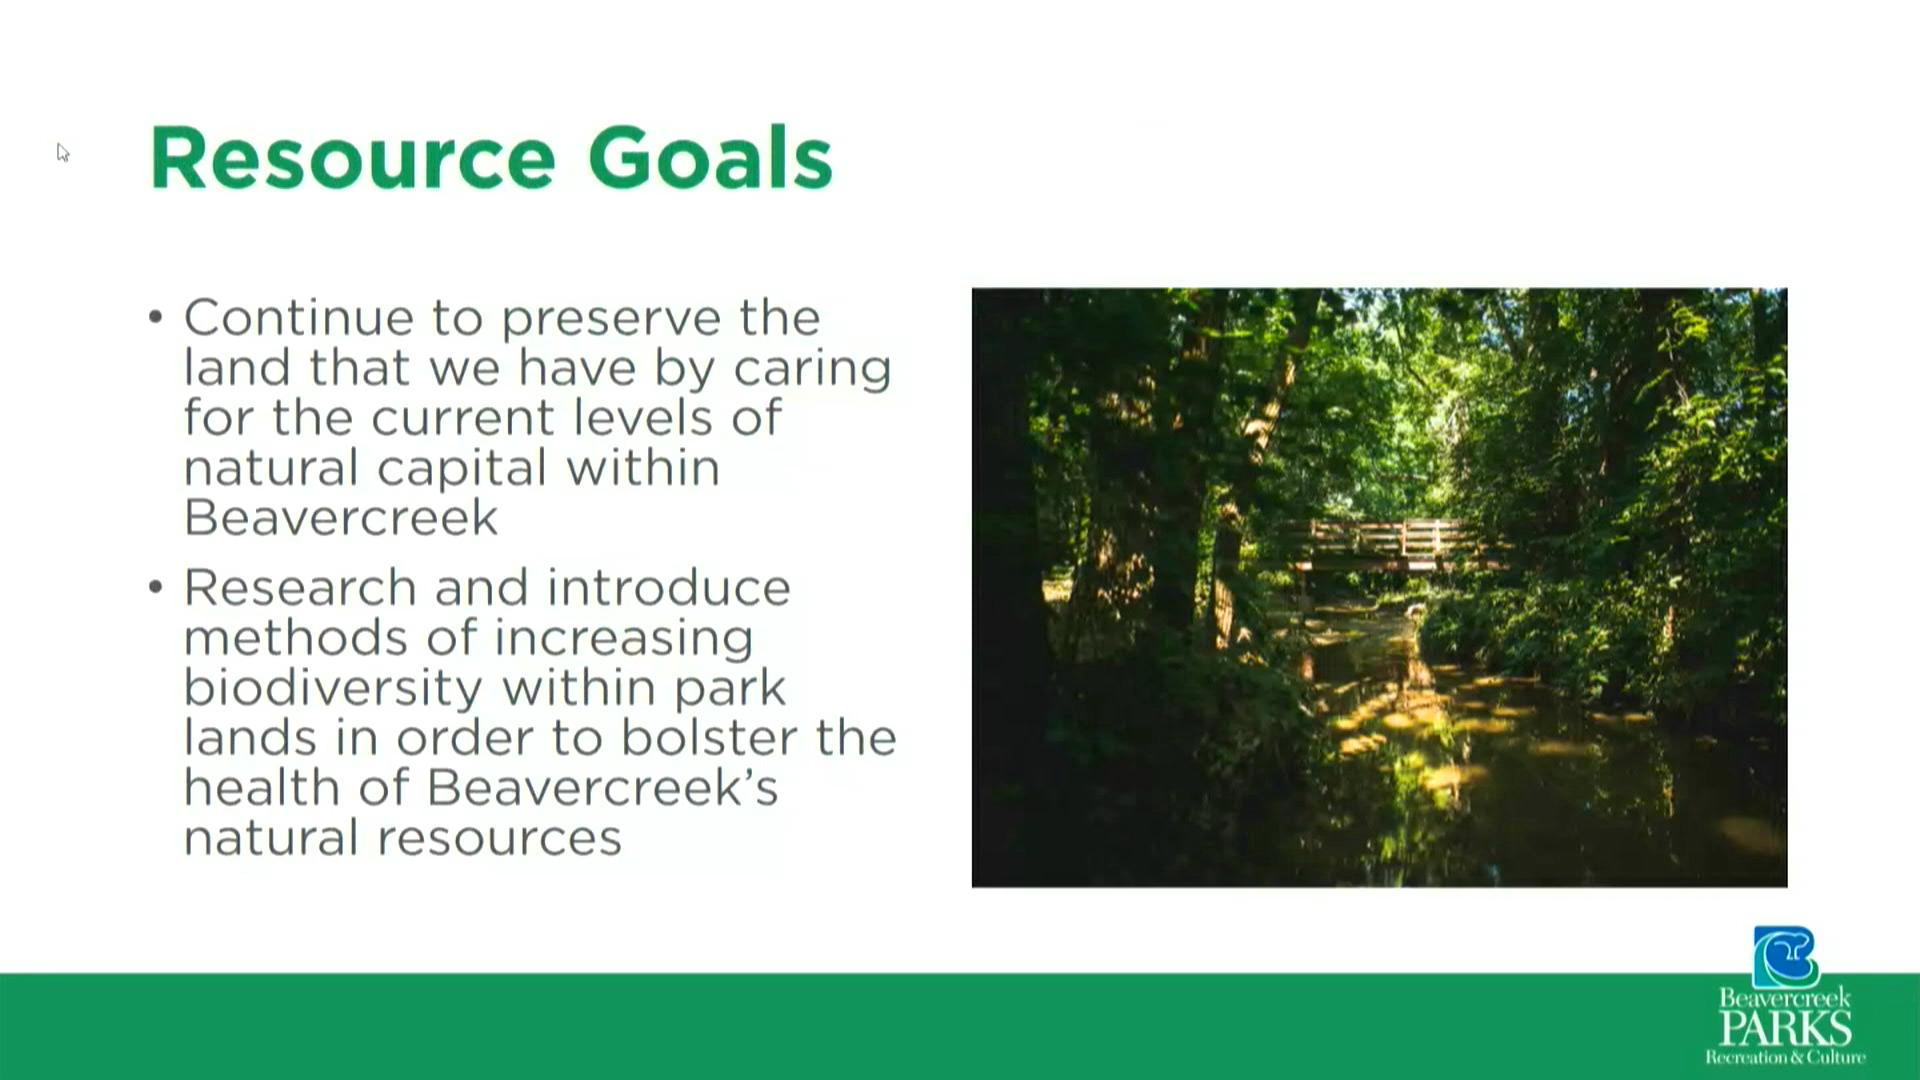 Resource Goals
• Continue to preserve the
land that we have by caring
for the current levels of
natural capital within
Beavercreek
• Research and introduce
methods of increasing
biodiversity within park
lands in order to bolster the
health of Beavercreek’s
natural resources
Beavercreek
PARKS
Recreation & Culture